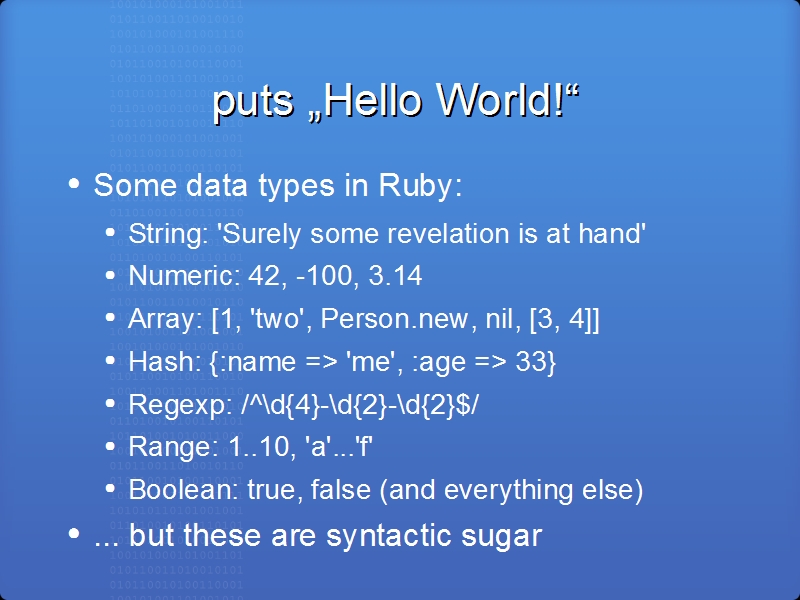 puts „Hello World!“
• Some data types in Ruby:
• String: 'Surely some revelation is at hand'
• Numeric: 42, -100, 3.14
• Array: [1, 'two', Person.new, nil, [3, 4]]
• Hash: {:name => 'me', :age => 33}
• Regexp: /^\d{4}-\d{2}-\d{2}$/
• Range: 1..10, 'a'...'f'
• Boolean: true, false (and everything else)
• ... but these are syntactic sugar